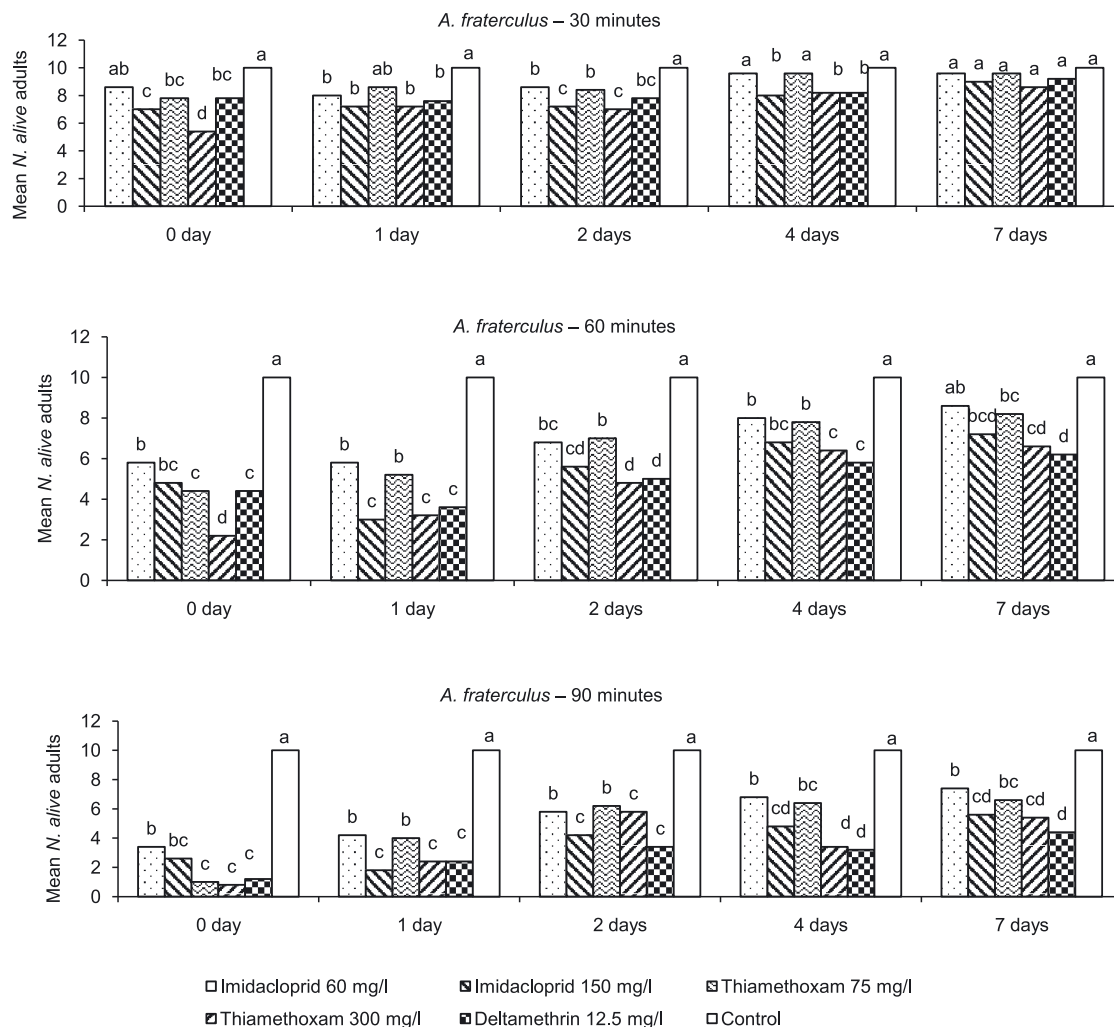 A. fraterculus – 30 minutes
Mean N. alive adults
12
10
8
6
4
2
0
ab c bc d bc a
b b ab b b a
b c b c bc a
a b a b b a
a a a a a a
0 day 1 day 2 days 4 days 7 days
A. fraterculus – 60 minutes
Mean N. alive adults
12
10
8
6
4
2
0
b bc c d c a
b c b c c a
bc cd b d d a
b bc b c c a
ab bcd bc cd d a
0 day 1 day 2 days 4 days 7 days
A. fraterculus – 90 minutes
Mean N. alive adults
12
10
8
6
4
2
0
b bc c c c a
b c b c c a
b c b c c a
b cd bc d d a
b cd bc cd d a
0 day 1 day 2 days 4 days 7 days
Imidacloprid 60 mg/l Imidacloprid 150 mg/l Thiamethoxam 75 mg/l
Thiamethoxam 300 mg/l Deltamethrin 12.5 mg/l Control